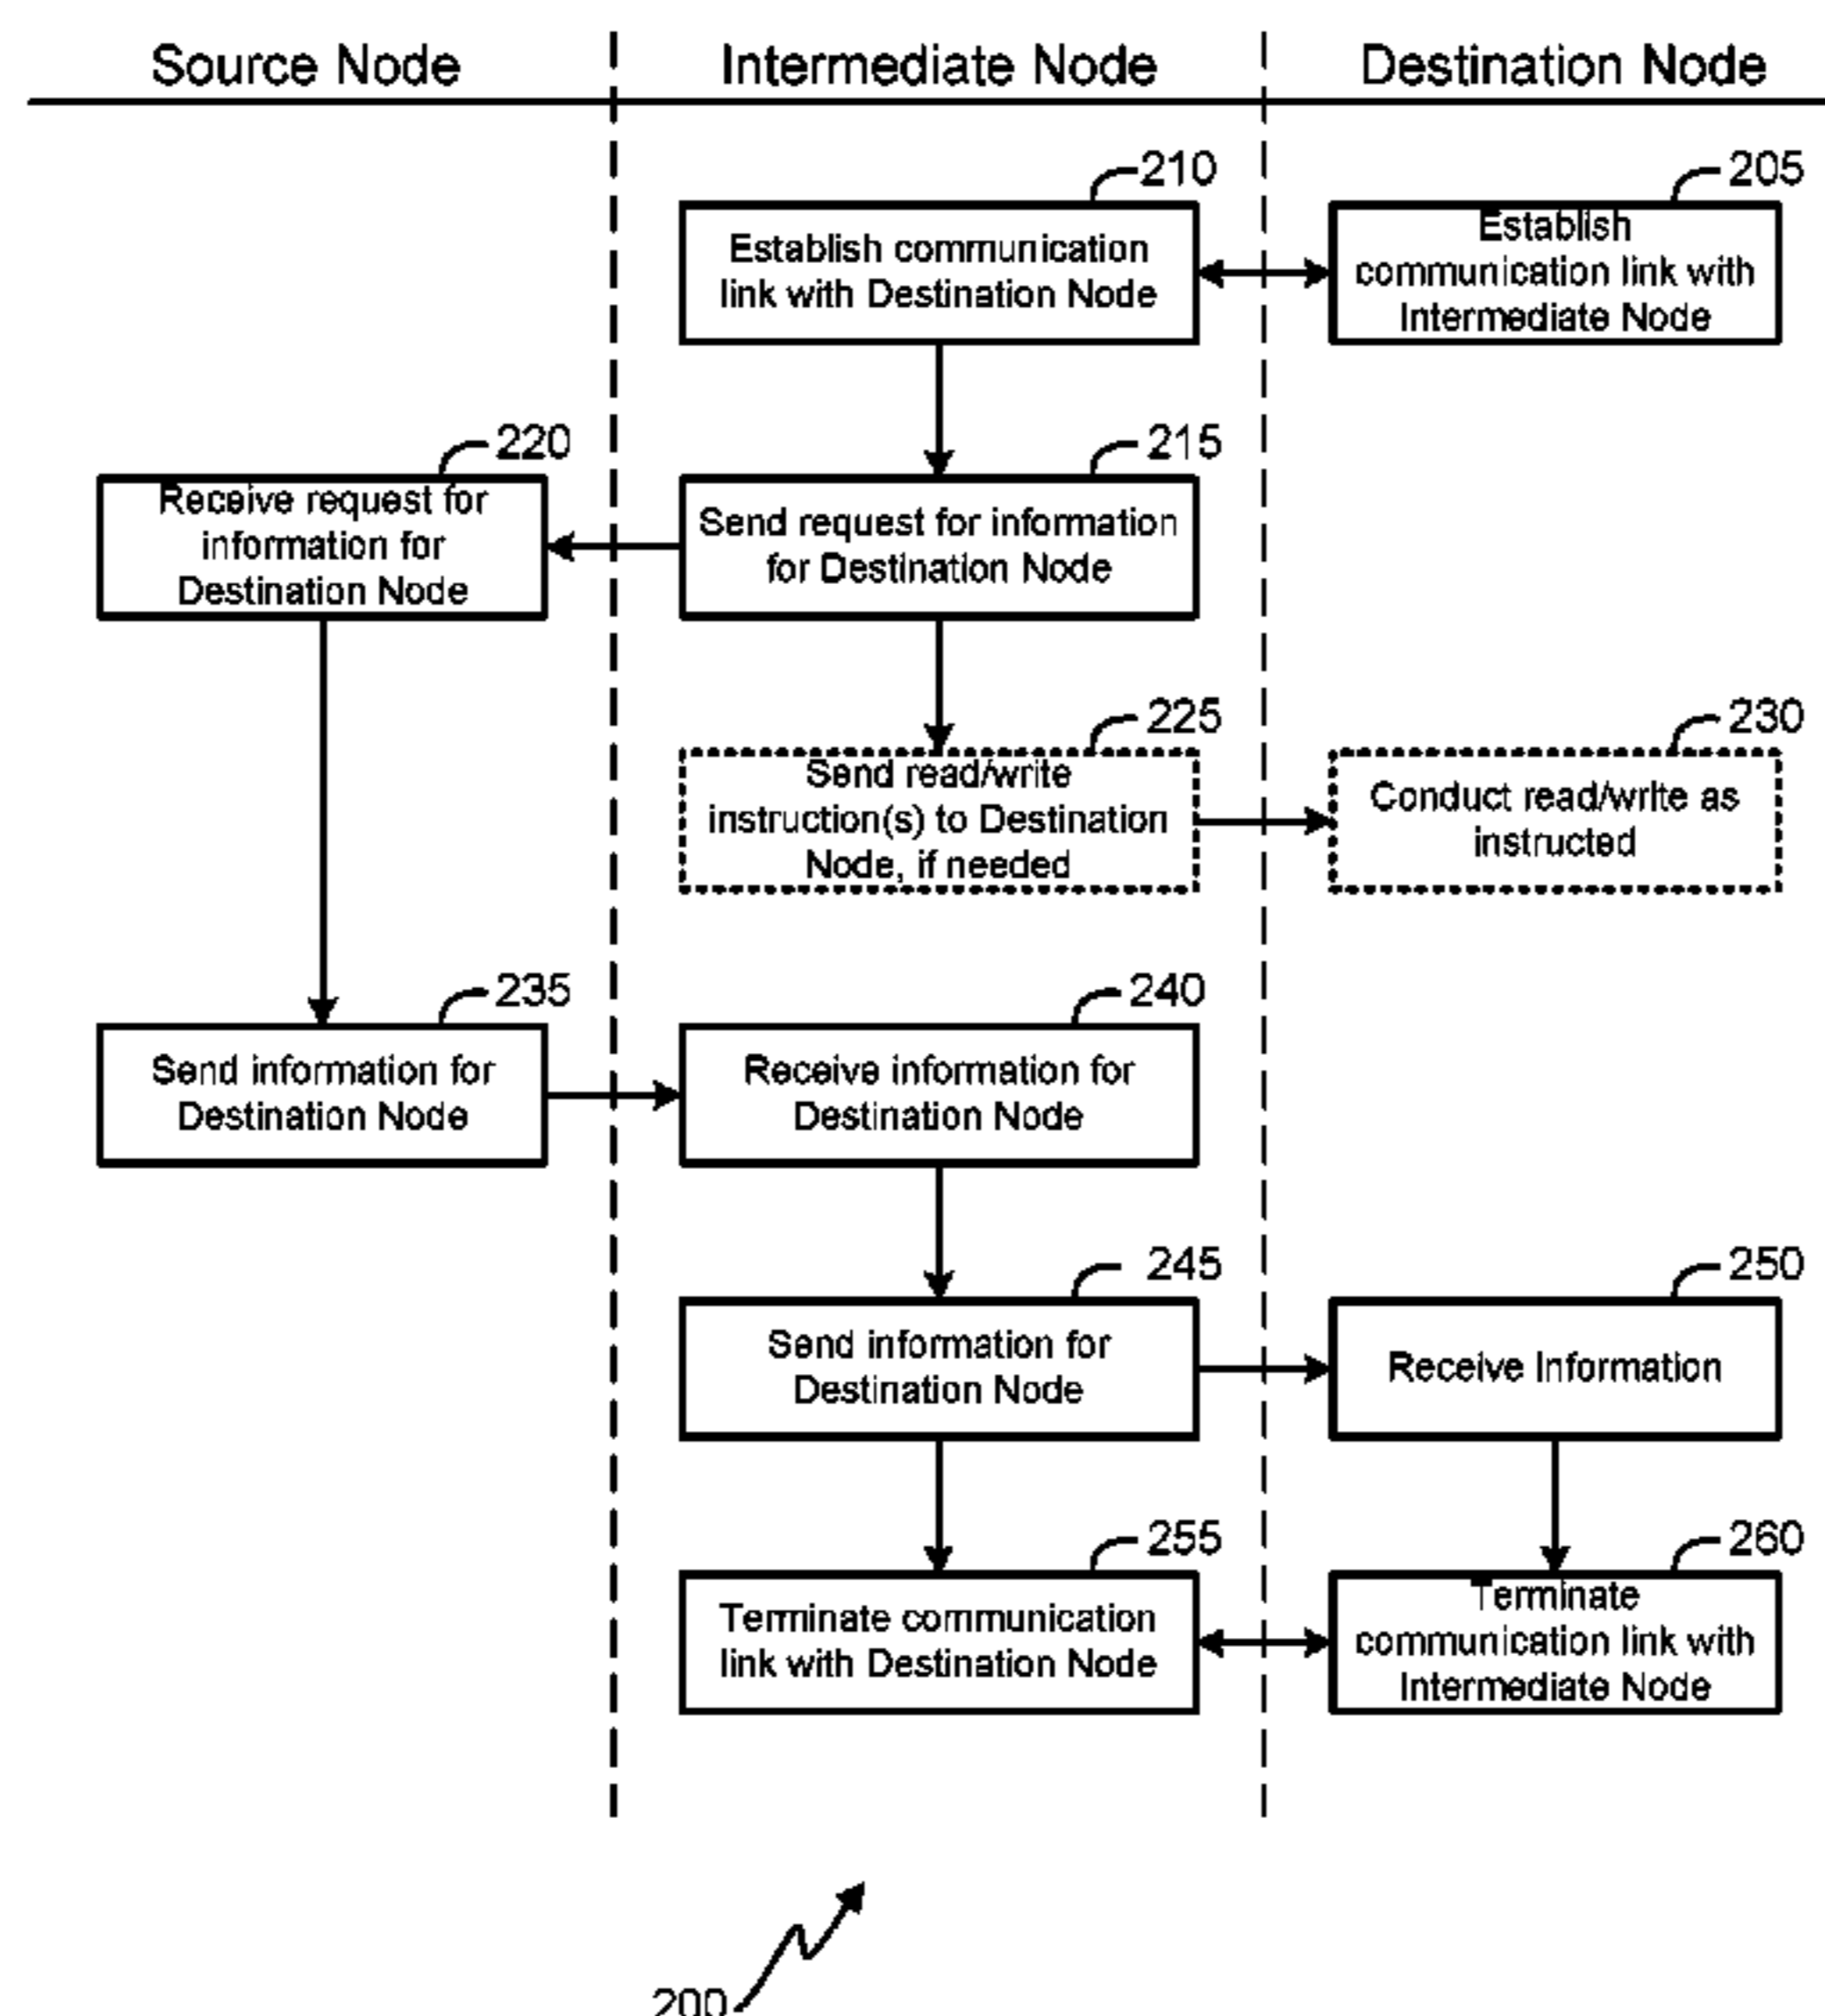 Source Node
Intermediate Node
Destination Node
210
Establish communication
link with Destination Node
205
Establish
communication link with
Intermediate Node
220
Receive request for
information for
Destination Node
215
Send request for information
for Destination Node
225
Send read/write
instruction(s) to Destination
Node, if needed
230
Conduct read/write as
instructed
235
Send information for
Destination Node
240
Receive information for
Destination Node
245
Send information for
Destination Node
250
Receive Information
255
Terminate communication
link with Destination Node
260
Terminate
communication link with
Intermediate Node
200